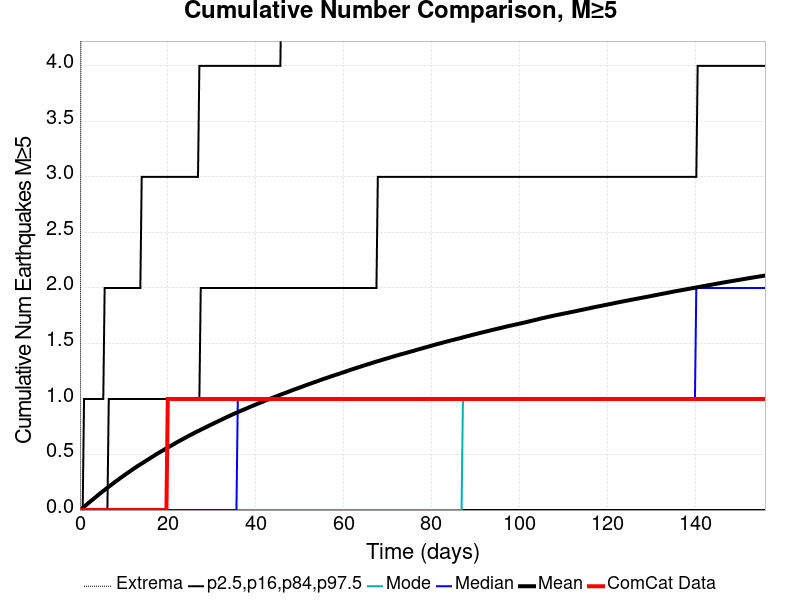 Cumulative Number Comparison, M≥5
Cumulative Num Earthquakes M≥5
4.0
3.5
3.0
2.5
2.0
1.5
1.0
0.5
0.0
0 20 40 60 80 100 120 140
Time (days)
Extrema p2.5,p16,p84,p97.5 Mode Median Mean ComCat Data